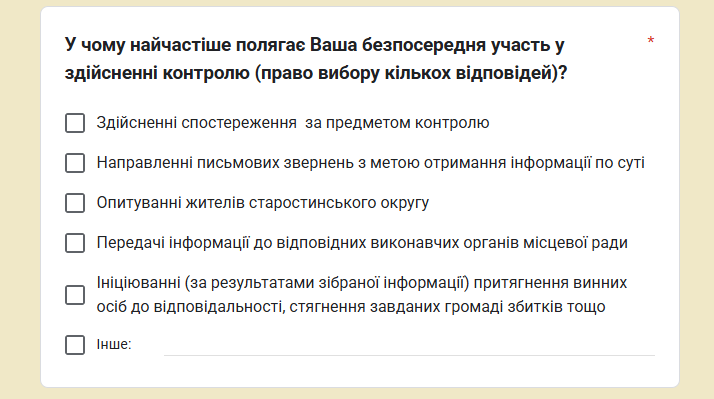 У чому найчастіше полягає Ваша безпосередня участь у *
здійсненні контролю (право вибору кількох відповідей)?
Здійсненні спостереження за предметом контролю
Направленні письмових звернень з метою отримання інформації по суті
Опитуванні жителів старостинського округу
Передачі інформації до відповідних виконавчих органів місцевої ради
Ініціюванні (за результатами зібраної інформації) притягнення винних
осіб до відповідальності, стягнення завданих громаді збитків тощо
Інше: